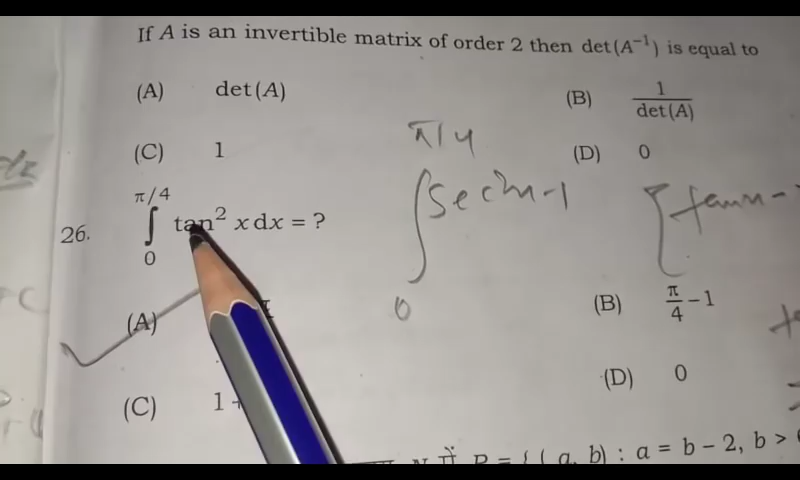 If A is an invertible matrix of order 2 then det(A⁻¹) is equal to
(A) det(A) (B) 1/det(A)
(C) 1 (D) 0
26. ∫₀^{π/4} tan² x dx = ?
π/4 ∫ 0 sec²x-1
(A) (B) π/4 − 1
(C) 1 + (D) 0
(a, b) : a = b − 2, b >